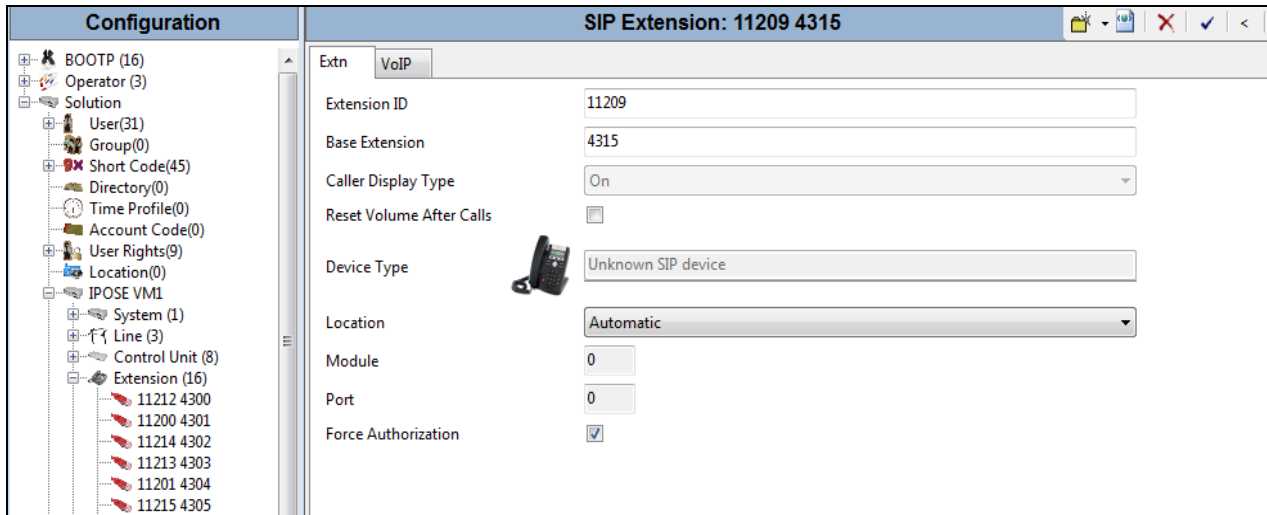 Configuration
BOOTP (16)
Operator (3)
Solution
User(31)
Group(0)
Short Code(45)
Directory(0)
Time Profile(0)
Account Code(0)
User Rights(9)
Location(0)
IPOSE VM1
System (1)
Line (3)
Control Unit (8)
Extension (16)
11212 4300
11200 4301
11214 4302
11213 4303
11201 4304
11215 4305
SIP Extension: 11209 4315
Extn VoIP
Extension ID 11209
Base Extension 4315
Caller Display Type On
Reset Volume After Calls
Device Type Unknown SIP device
Location Automatic
Module 0
Port 0
Force Authorization